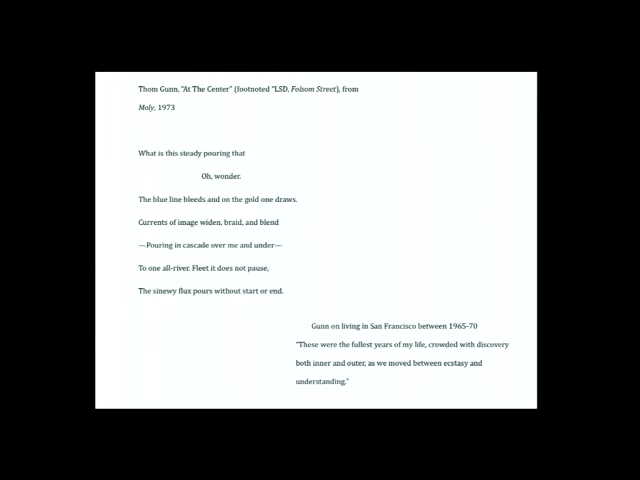 Thom Gunn, "At The Center" (footnoted "LSD, Folsom Street), from
Moly, 1973
What is this steady pouring that
Oh, wonder.
The blue line bleeds and on the gold one draws.
Currents of image widen, braid, and blend
—Pouring in cascade over me and under—
To one all-river. Fleet it does not pause,
The sinewy flux pours without start or end.
Gunn on living in San Francisco between 1965-70
"These were the fullest years of my life, crowded with discovery
both inner and outer, as we moved between ecstasy and
understanding."